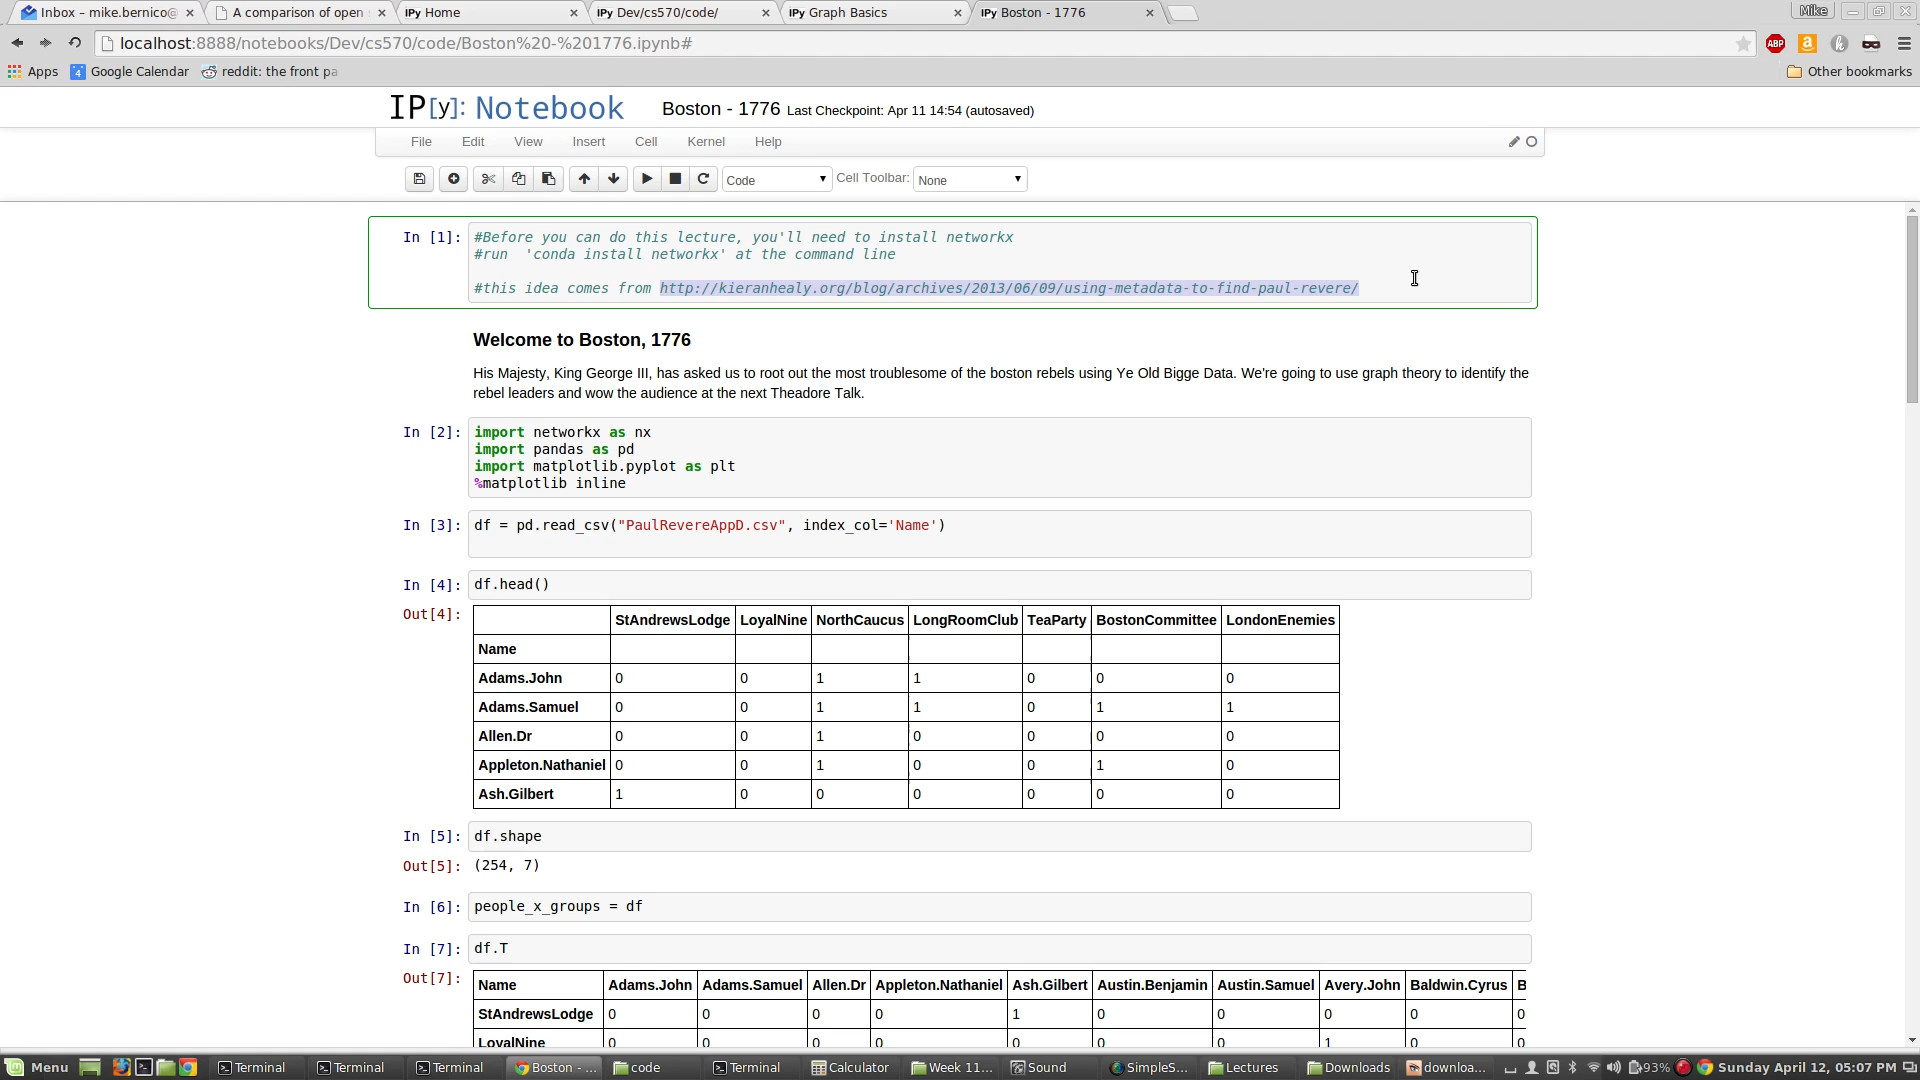 Inbox – mike.bernico@
A comparison of open
IPy Home
IPy Dev/cs570/code/
IPy Graph Basics
IPy Boston - 1776
Mike
localhost:8888/notebooks/Dev/cs570/code/Boston%20-%201776.ipynb#
ABP a h
Apps
4 Google Calendar
reddit: the front pa
Other bookmarks
IP[y]: Notebook
Boston - 1776 Last Checkpoint: Apr 11 14:54 (autosaved)
File Edit View Insert Cell Kernel Help
Code Cell Toolbar: None
In [1]: #Before you can do this lecture, you'll need to install networkx
#run  'conda install networkx' at the command line
#this idea comes from http://kieranhealy.org/blog/archives/2013/06/09/using-metadata-to-find-paul-revere/
Welcome to Boston, 1776
His Majesty, King George III, has asked us to root out the most troublesome of the boston rebels using Ye Old Bigge Data. We're going to use graph theory to identify the
rebel leaders and wow the audience at the next Theadore Talk.
In [2]: import networkx as nx
import pandas as pd
import matplotlib.pyplot as plt
%matplotlib inline
In [3]: df = pd.read_csv("PaulRevereAppD.csv", index_col='Name')
In [4]: df.head()
Out[4]: StAndrewsLodge LoyalNine NorthCaucus LongRoomClub TeaParty BostonCommittee LondonEnemies
Name
Adams.John 0 0 1 1 0 0 0
Adams.Samuel 0 0 1 1 0 1 1
Allen.Dr 0 0 1 0 0 0 0
Appleton.Nathaniel 0 0 1 0 0 1 0
Ash.Gilbert 1 0 0 0 0 0 0
In [5]: df.shape
Out[5]: (254, 7)
In [6]: people_x_groups = df
In [7]: df.T
Out[7]: Name Adams.John Adams.Samuel Allen.Dr Appleton.Nathaniel Ash.Gilbert Austin.Benjamin Austin.Samuel Avery.John Baldwin.Cyrus B
StAndrewsLodge 0 0 0 0 1 0 0 0 0 0
LoyalNine 0 0 0 0 0 0 0 1 0 0
Menu
Terminal
Terminal
Terminal
Boston - ...
code
Terminal
Calculator
Week 11...
Sound
SimpleS...
Lectures
Downloads
downloa...
93%
Sunday April 12, 05:07 PM